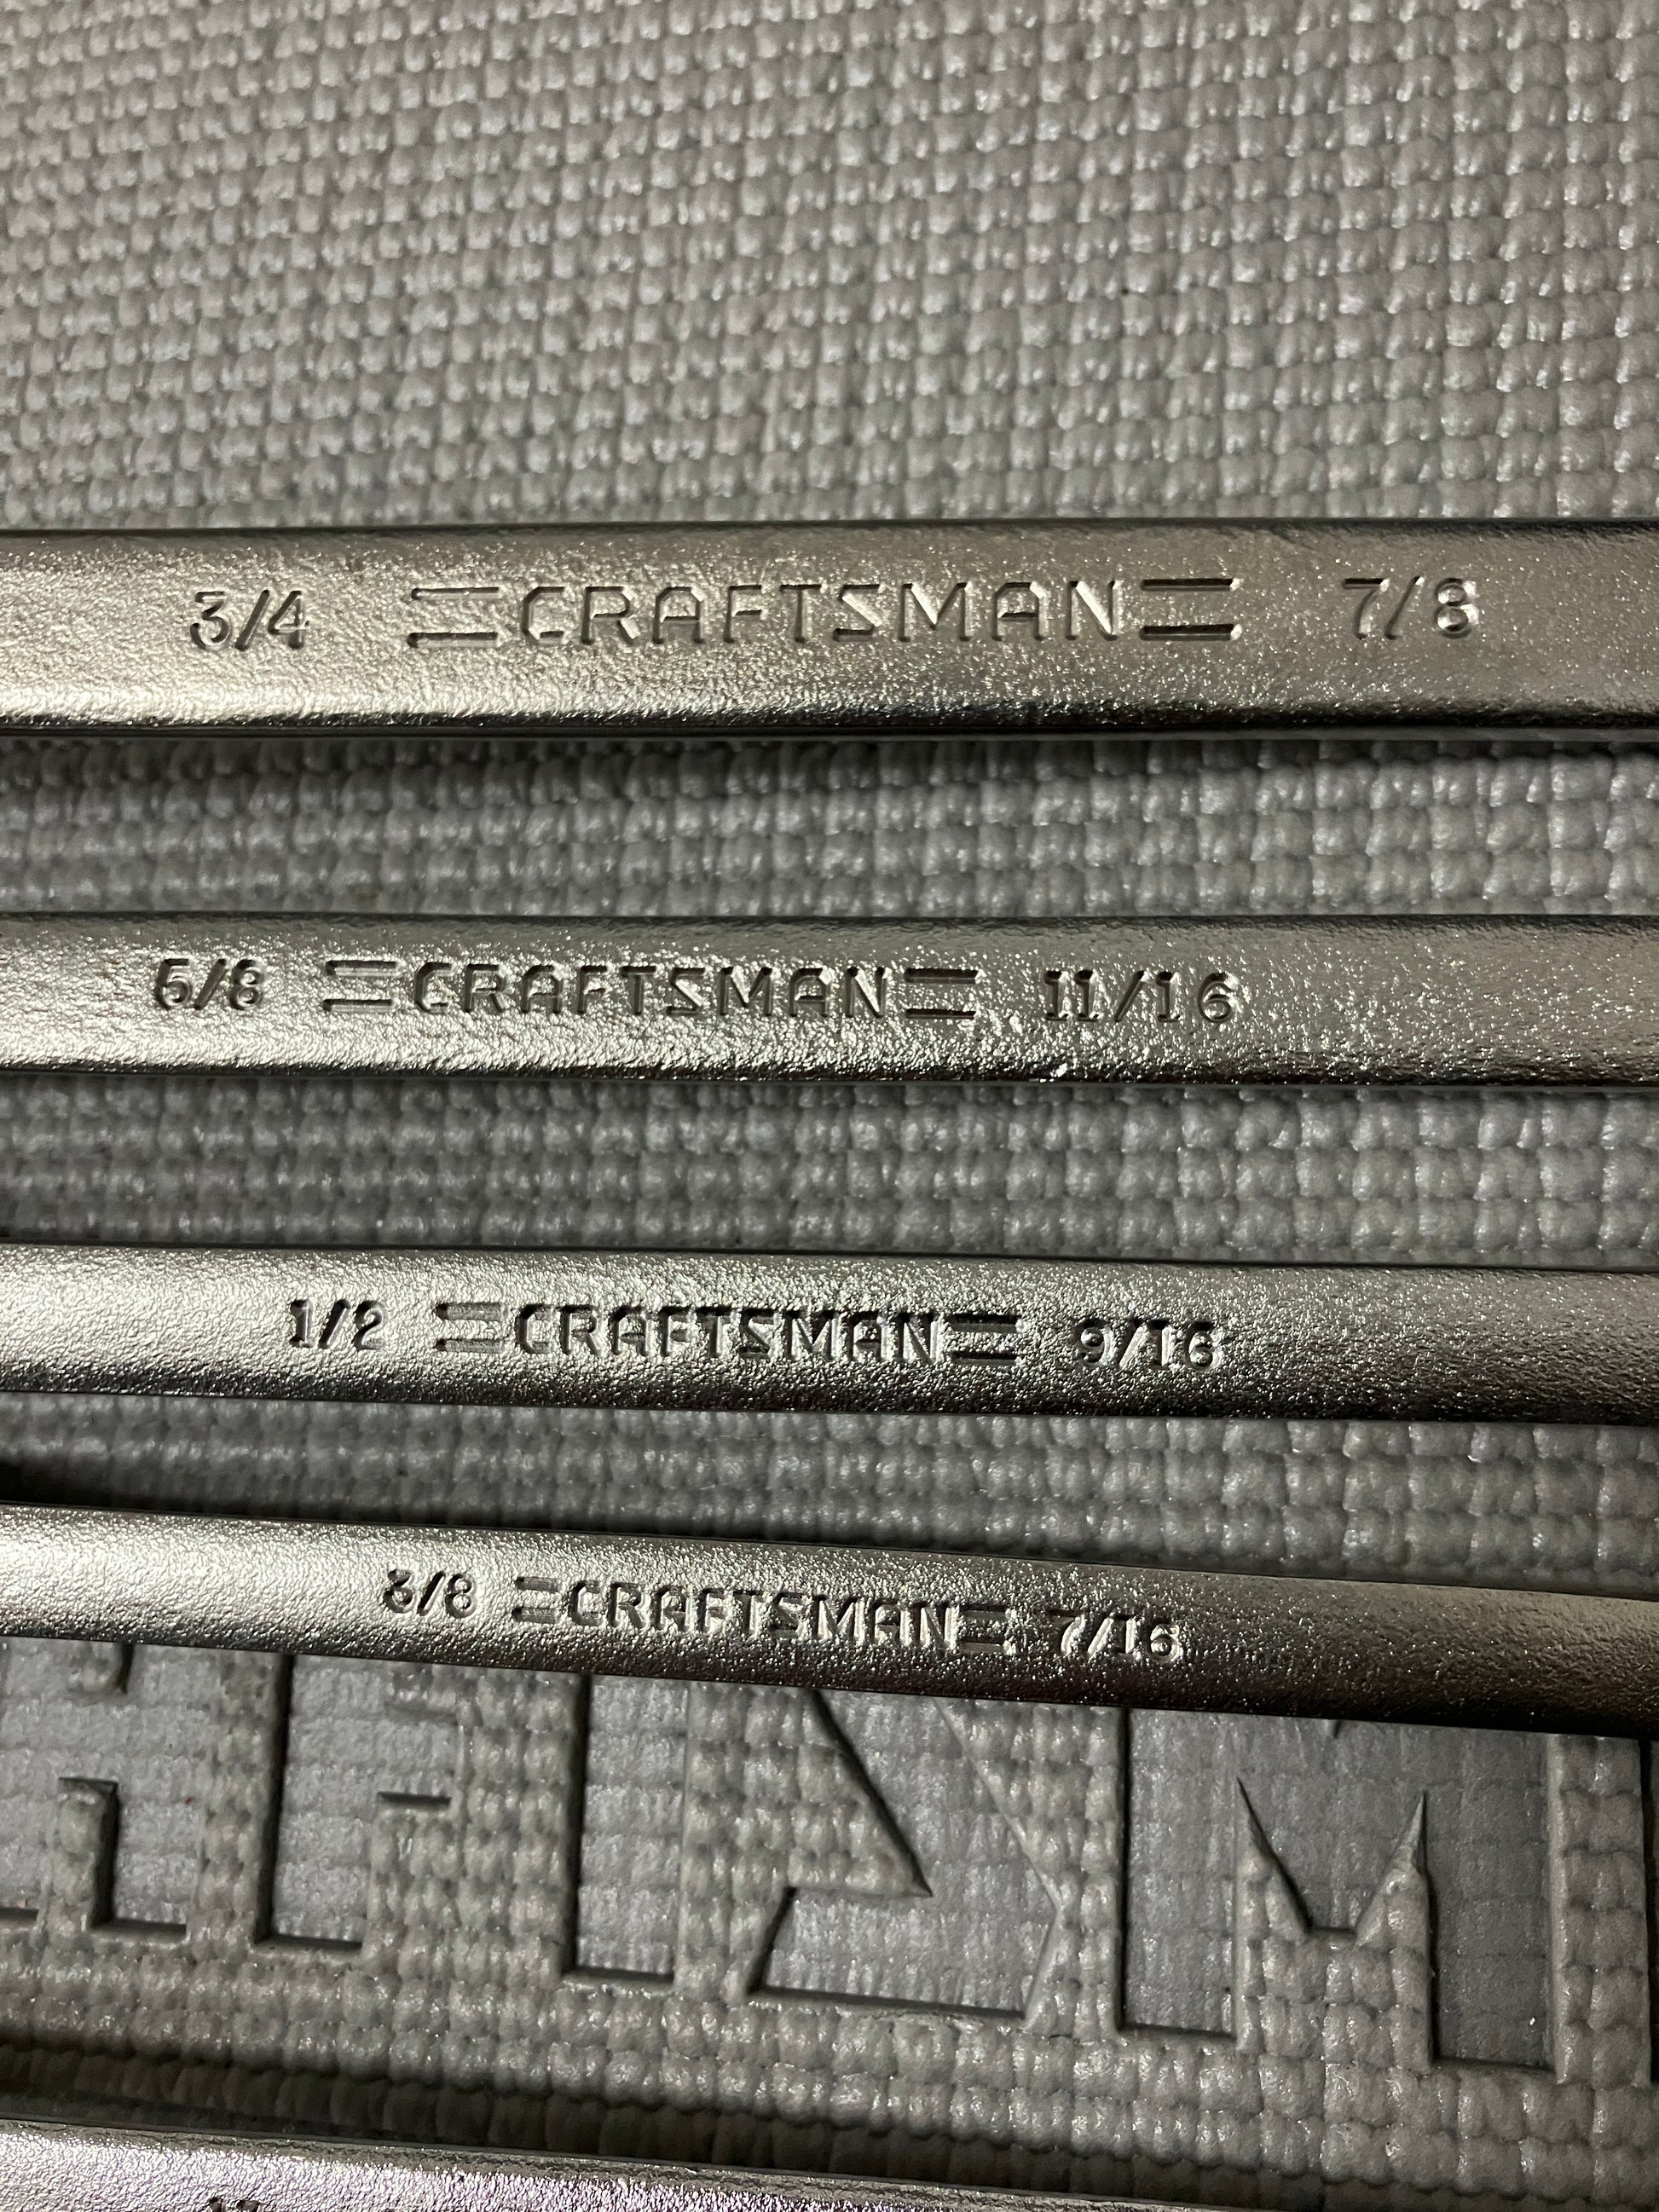 3/4 =CRAFTSMAN= 7/8
5/8 =CRAFTSMAN= 11/16
1/2 =CRAFTSMAN= 9/16
3/8 =CRAFTSMAN= 7/16